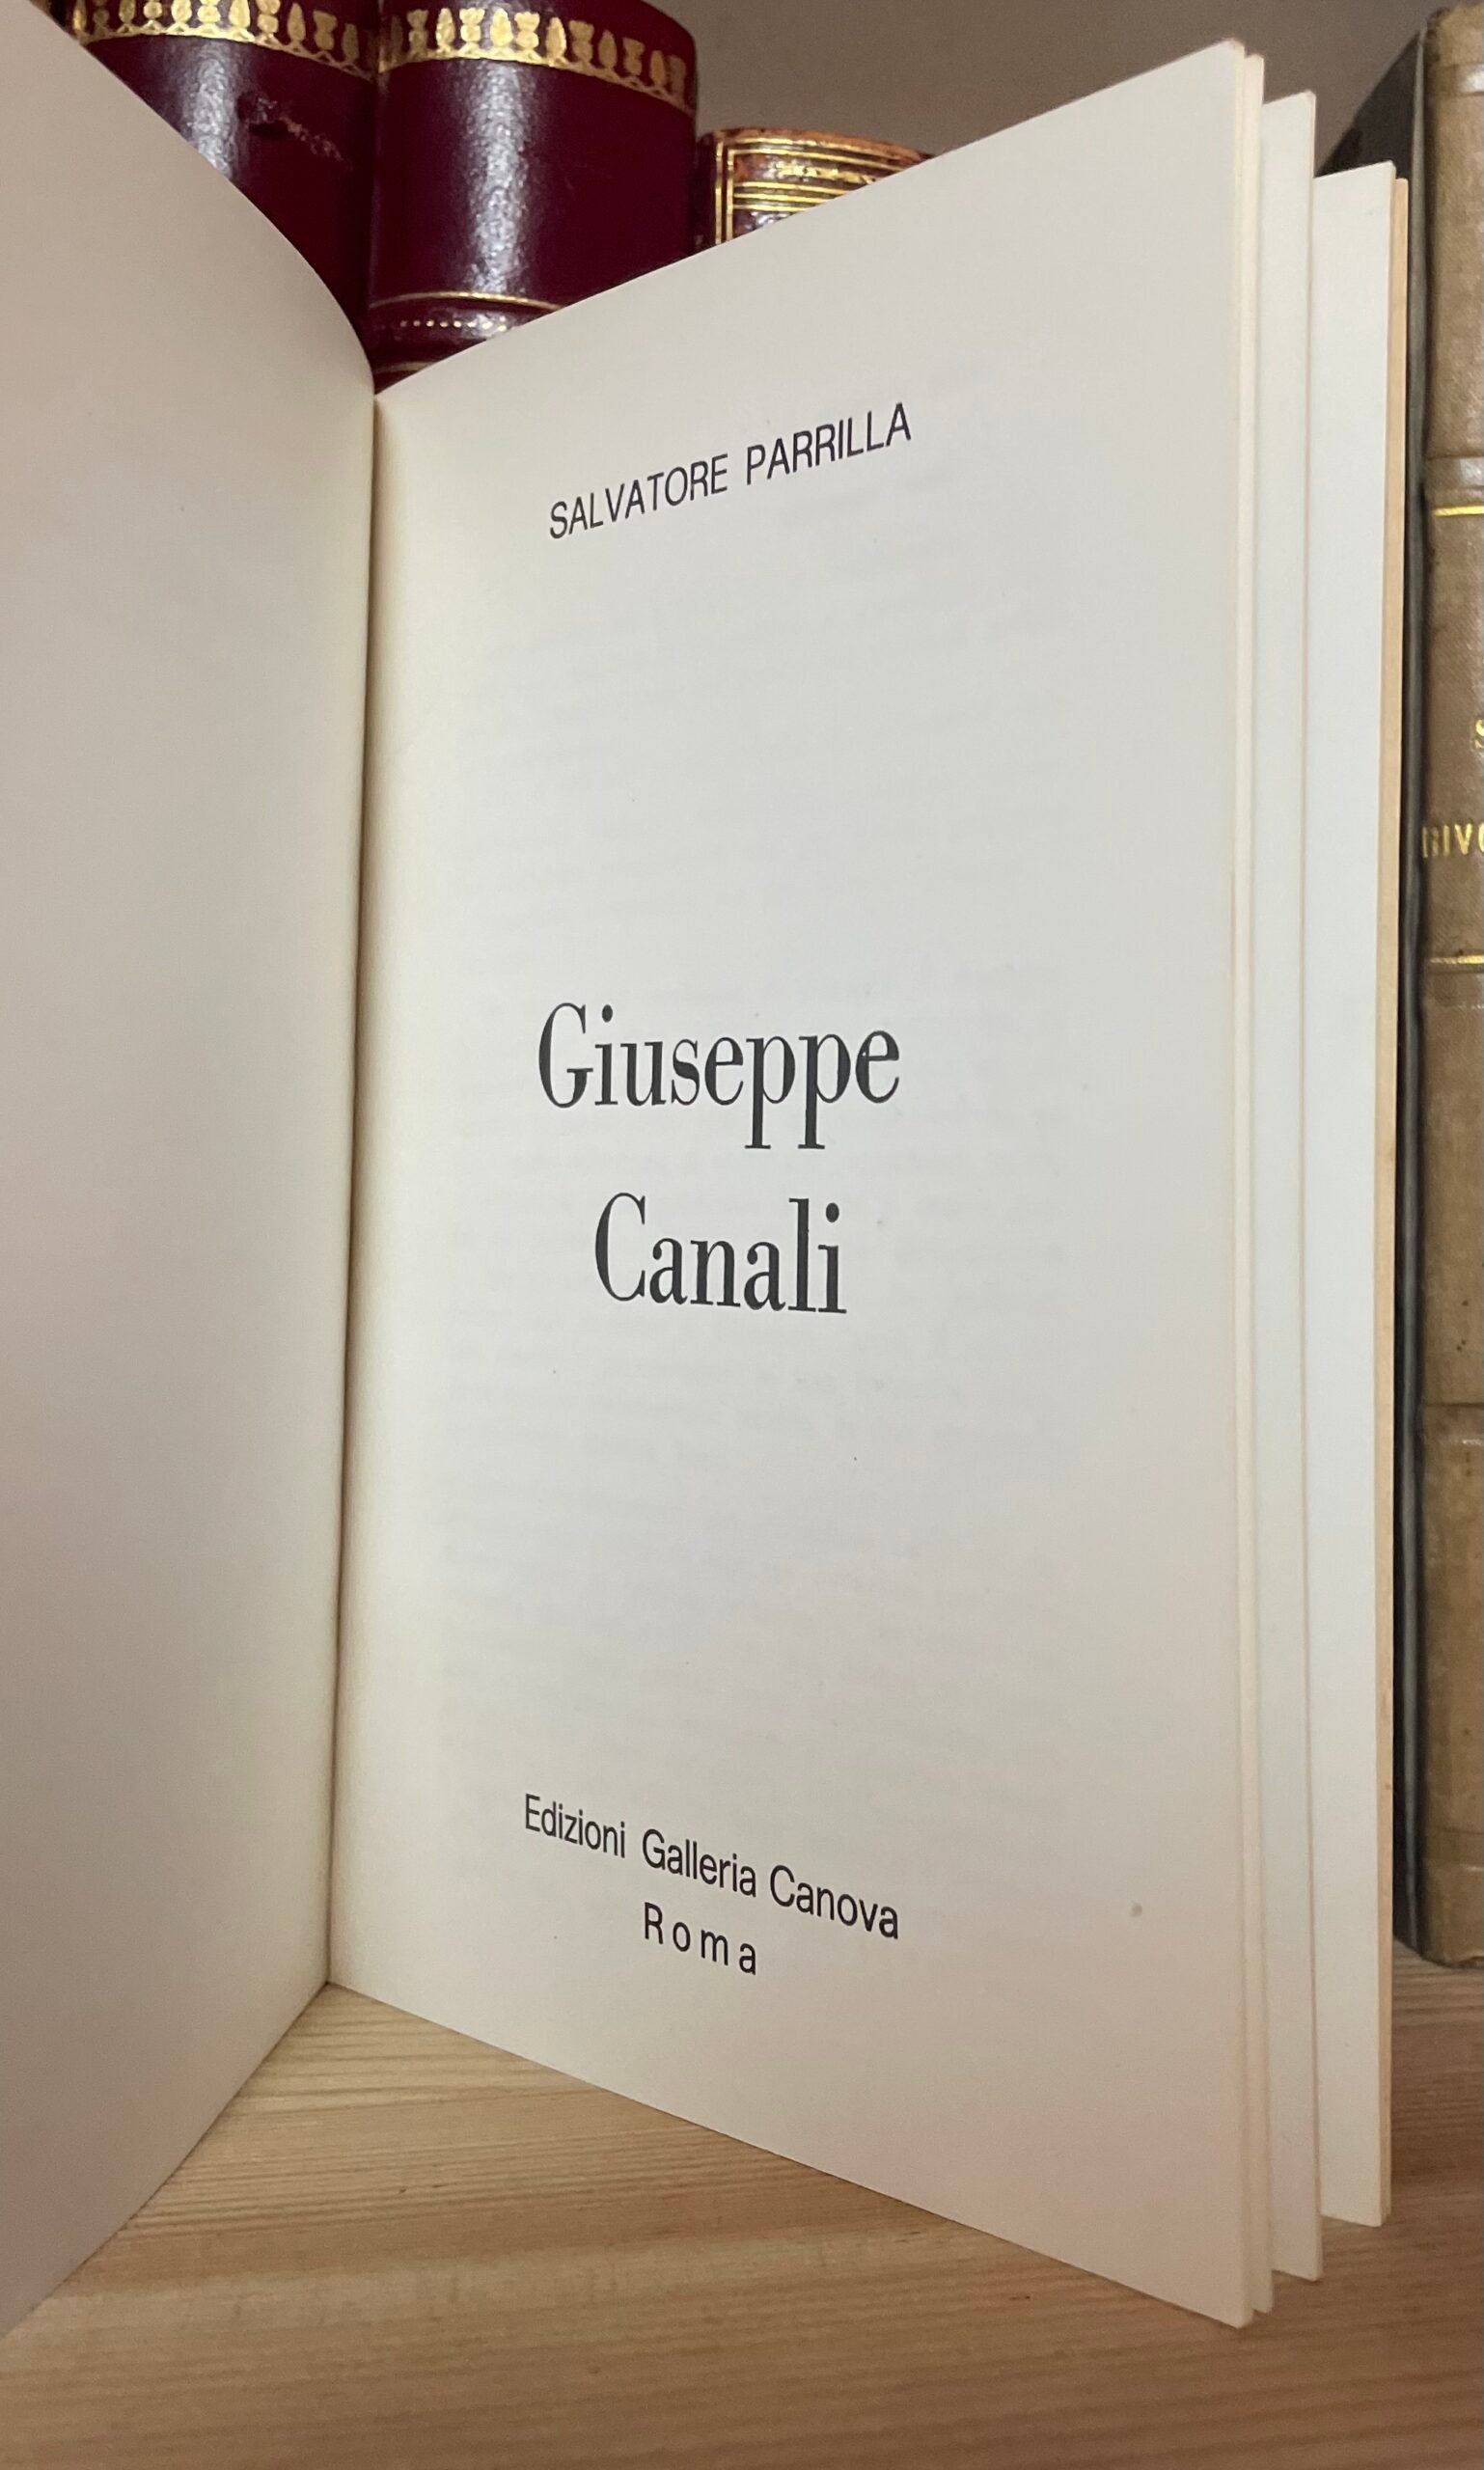 SALVATORE PARRILLA
Giuseppe
Canali
Edizioni Galleria Canova
Roma